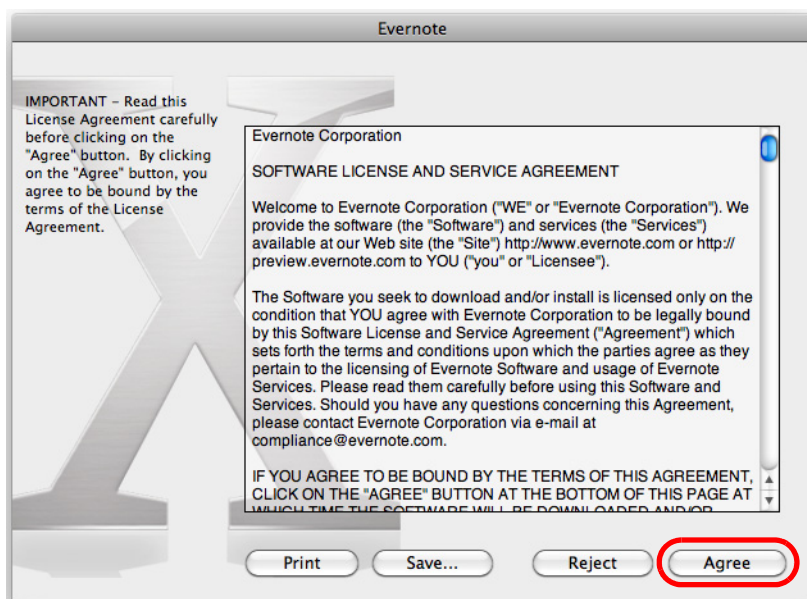 Evernote
IMPORTANT – Read this
License Agreement carefully
before clicking on the
"Agree" button.  By clicking
on the "Agree" button, you
agree to be bound by the
terms of the License
Agreement.
Evernote Corporation
SOFTWARE LICENSE AND SERVICE AGREEMENT
Welcome to Evernote Corporation ("WE" or "Evernote Corporation"). We
provide the software (the "Software") and services (the "Services")
available at our Web site (the "Site") http://www.evernote.com or http://
preview.evernote.com to YOU ("you" or "Licensee").
The Software you seek to download and/or install is licensed only on the
condition that YOU agree with Evernote Corporation to be legally bound
by this Software License and Service Agreement ("Agreement") which
sets forth the terms and conditions upon which the parties agree as they
pertain to the licensing of Evernote Software and usage of Evernote
Services. Please read them carefully before using this Software and
Services. Should you have any questions concerning this Agreement,
please contact Evernote Corporation via e-mail at
compliance@evernote.com.
IF YOU AGREE TO BE BOUND BY THE TERMS OF THIS AGREEMENT,
CLICK ON THE "AGREE" BUTTON AT THE BOTTOM OF THIS PAGE AT
WHICH TIME THE SOFTWARE WILL BE DOWNLOADED AND/OR
Print
Save...
Reject
Agree